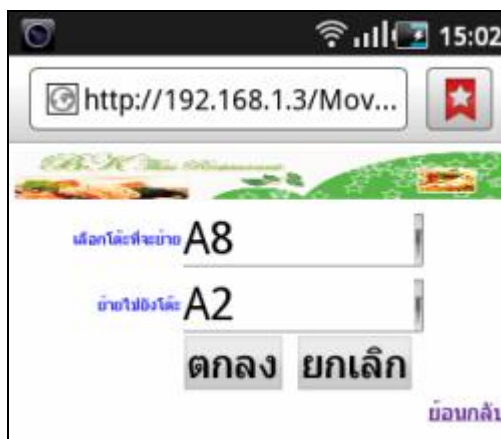 15:02
http://192.168.1.3/Mov...
เลือกโต๊ะที่จะย้าย A8
ย้ายไปยังโต๊ะ A2
ตกลง ยกเลิก
ย้อนกลับ